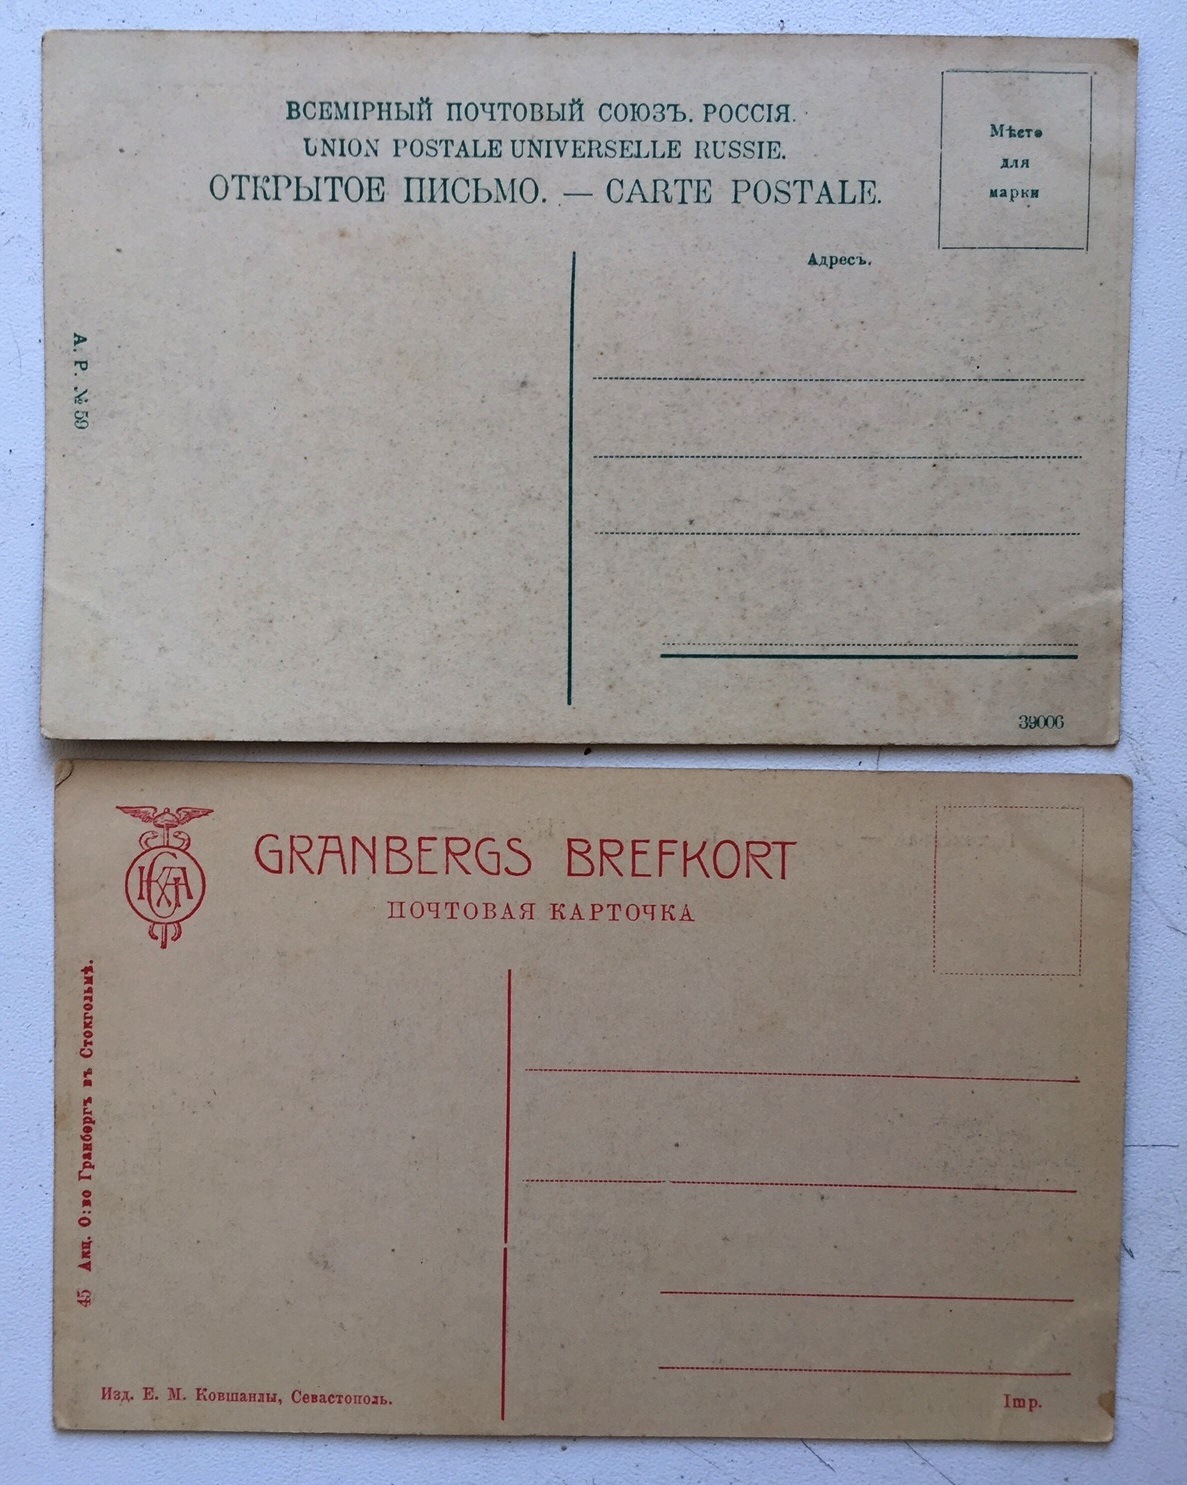 ВСЕМІРНЫЙ ПОЧТОВЫЙ СОЮЗЪ. РОССІЯ.
UNION POSTALE UNIVERSELLE RUSSIE.
ОТКРЫТОЕ ПИСЬМО. — CARTE POSTALE.
Мѣсто
для
марки
Адресъ.
А. Р. № 59
39006
GRANBERGS BREFKORT
ПОЧТОВАЯ КАРТОЧКА
45 Акц. О:во Гранбергъ въ Стокгольмѣ.
Изд. Е. М. Ковшанлы, Севастополь.
Imp.